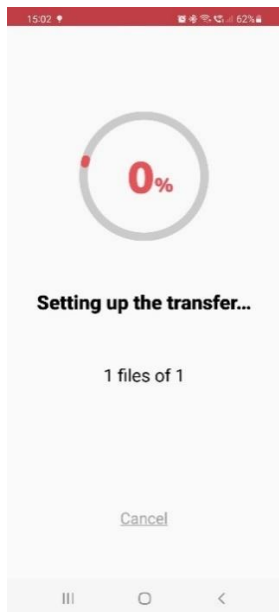 15:02 62%
0%
Setting up the transfer...
1 files of 1
Cancel